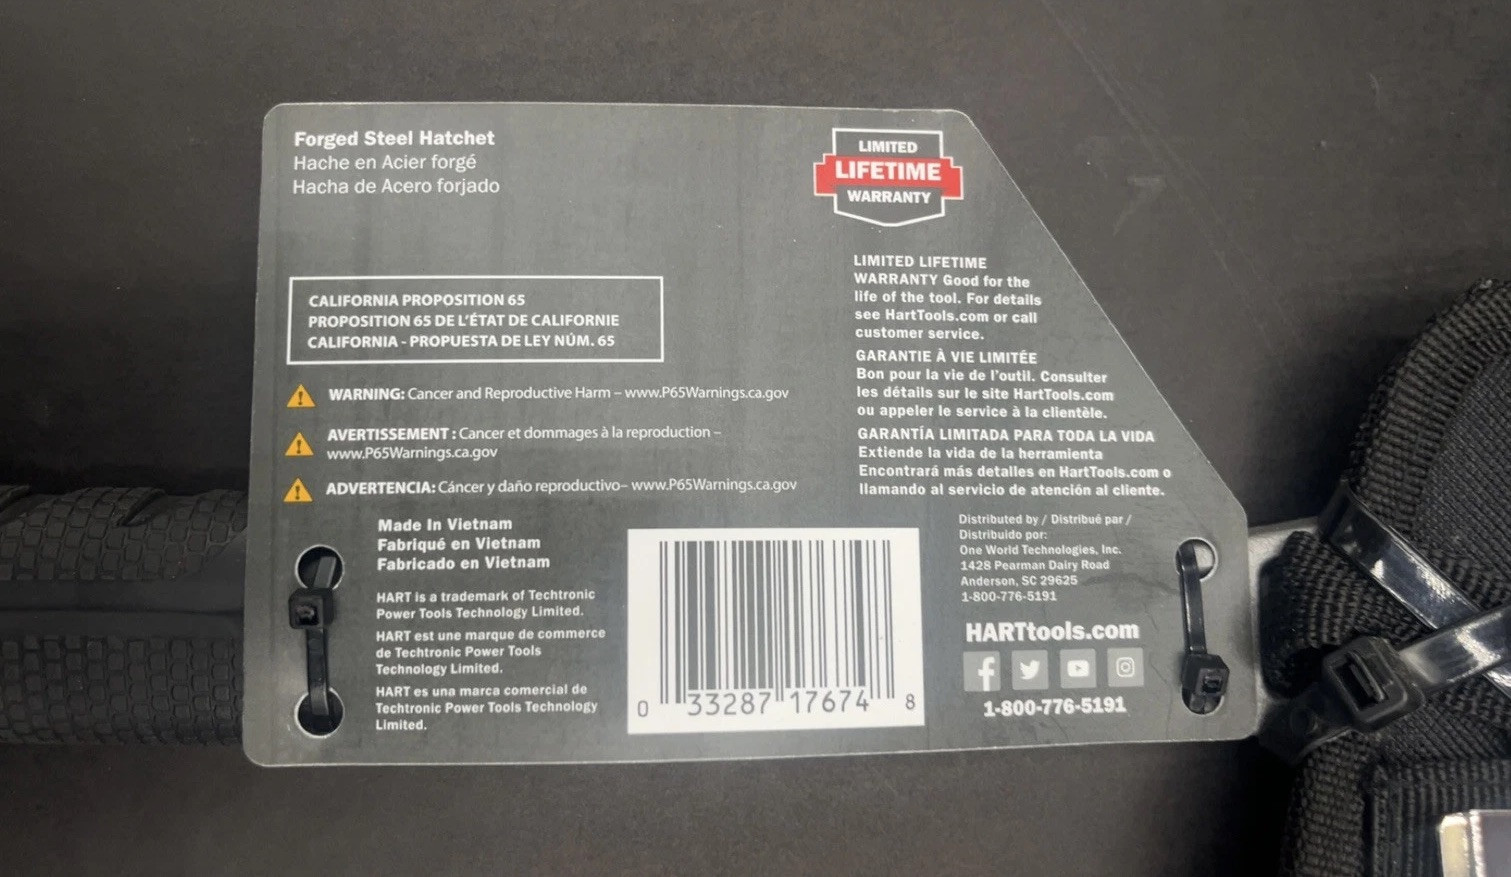 Forged Steel Hatchet
Hache en Acier forgé
Hacha de Acero forjado
LIMITED
LIFETIME
WARRANTY
CALIFORNIA PROPOSITION 65
PROPOSITION 65 DE L'ÉTAT DE CALIFORNIE
CALIFORNIA - PROPUESTA DE LEY NÚM. 65
WARNING: Cancer and Reproductive Harm – www.P65Warnings.ca.gov
AVERTISSEMENT : Cancer et dommages à la reproduction –
www.P65Warnings.ca.gov
ADVERTENCIA: Cáncer y daño reproductivo– www.P65Warnings.ca.gov
LIMITED LIFETIME
WARRANTY Good for the
life of the tool. For details
see HartTools.com or call
customer service.
GARANTIE À VIE LIMITÉE
Bon pour la vie de l'outil. Consulter
les détails sur le site HartTools.com
ou appeler le service à la clientèle.
GARANTÍA LIMITADA PARA TODA LA VIDA
Extiende la vida de la herramienta
Encontrará más detalles en HartTools.com o
llamando al servicio de atención al cliente.
Made In Vietnam
Fabriqué en Vietnam
Fabricado en Vietnam
HART is a trademark of Techtronic
Power Tools Technology Limited.
HART est une marque de commerce
de Techtronic Power Tools
Technology Limited.
HART es una marca comercial de
Techtronic Power Tools Technology
Limited.
0 33287 17674 8
Distributed by / Distribué par /
Distribuido por:
One World Technologies, Inc.
1428 Pearman Dairy Road
Anderson, SC 29625
1-800-776-5191
HARTtools.com
1-800-776-5191